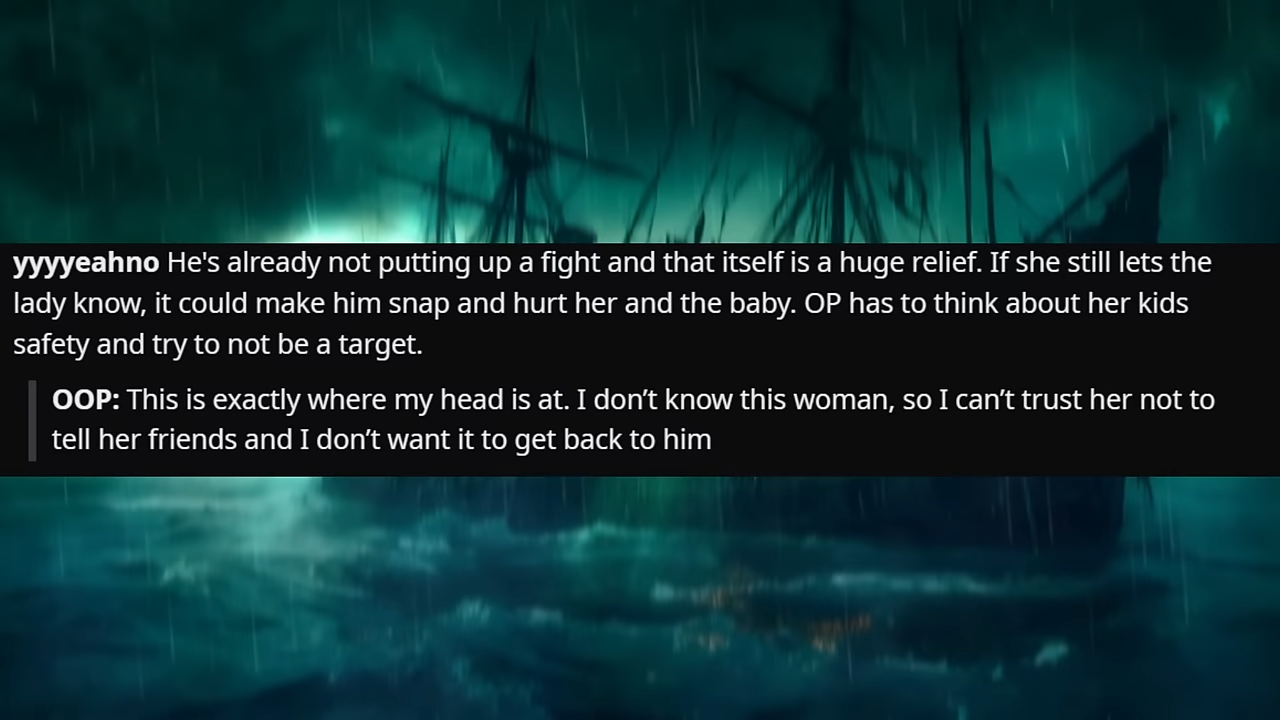 yyyyeahno He's already not putting up a fight and that itself is a huge relief. If she still lets the
lady know, it could make him snap and hurt her and the baby. OP has to think about her kids
safety and try to not be a target.
OOP: This is exactly where my head is at. I don’t know this woman, so I can’t trust her not to
tell her friends and I don’t want it to get back to him